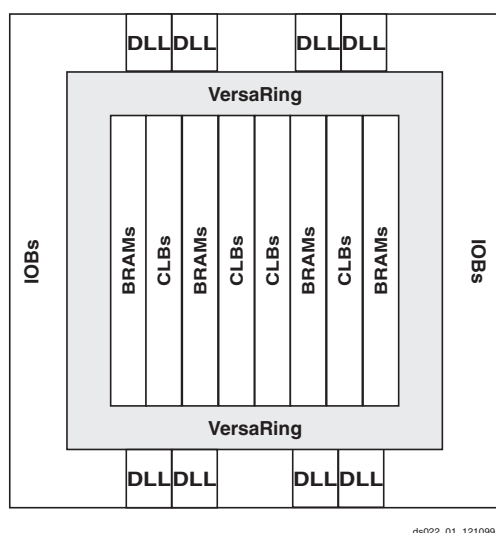 DLL DLL DLL DLL
VersaRing
IOBs
BRAMs
CLBs
BRAMs
CLBs
CLBs
BRAMs
CLBs
BRAMs
IOBs
VersaRing
DLL DLL DLL DLL
ds022_01_121099